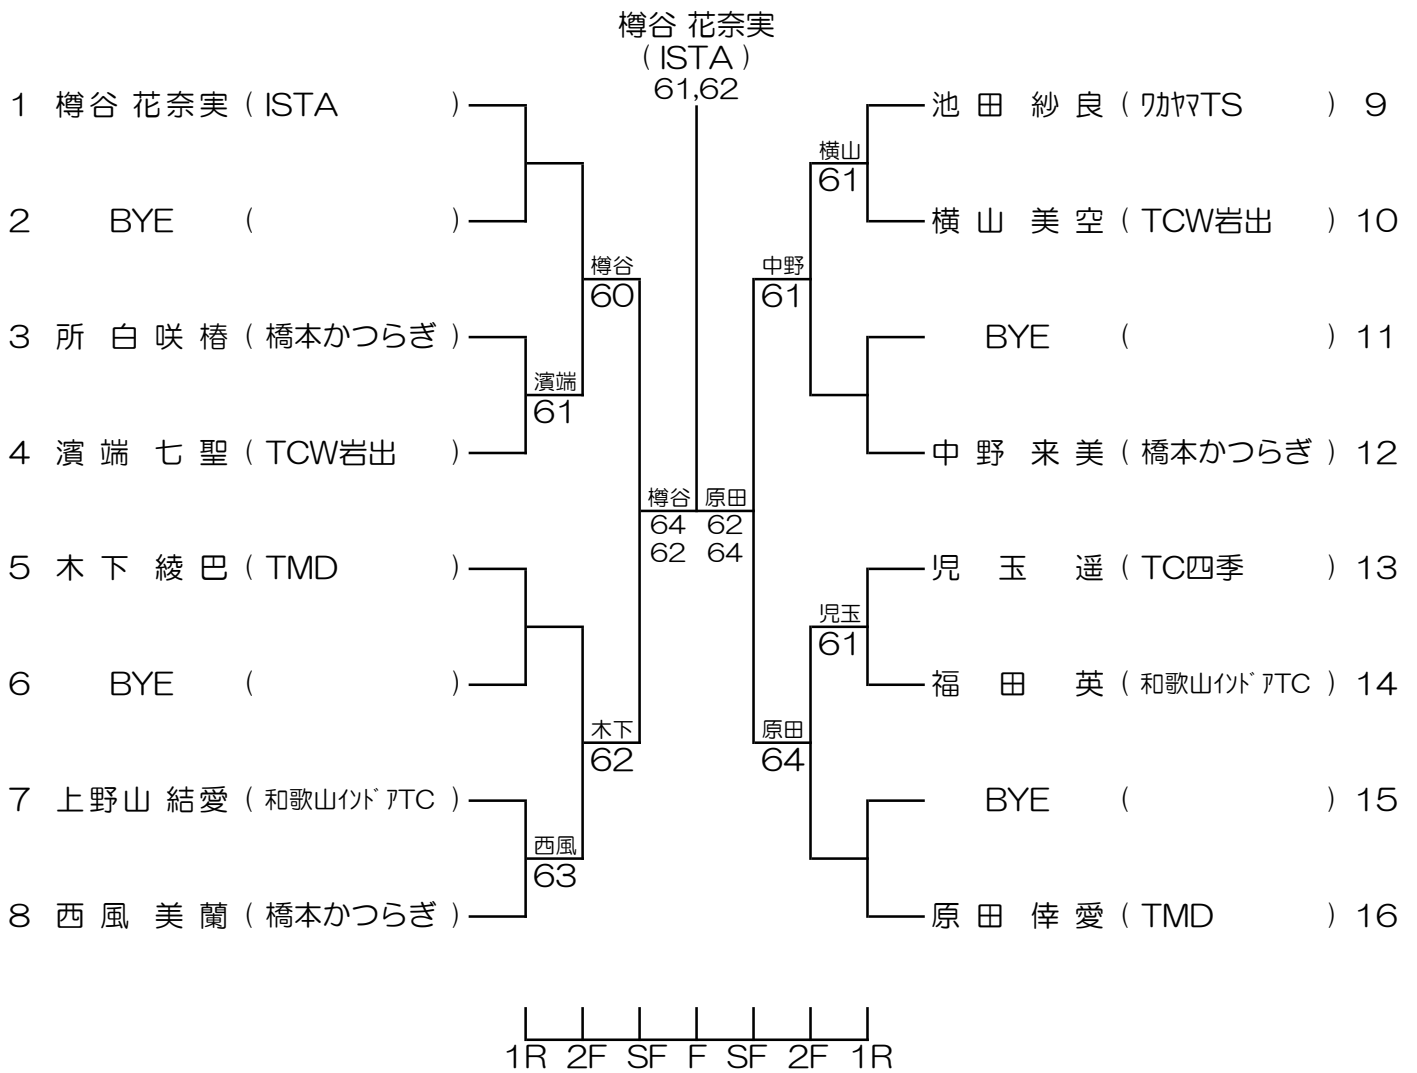 樽谷 花奈実
( ISTA )
61,62
1 樽谷 花奈実 ( ISTA )
2 BYE ( )
樽谷
60
3 所 白 咲 椿 ( 橋本かつらぎ )
濱端
61
4 濱 端 七 聖 ( TCW岩出 )
樽谷
64
62
5 木 下 綾 巴 ( TMD )
6 BYE ( )
木下
62
7 上野山 結愛 ( 和歌山ｲﾝﾄﾞｱTC )
西風
63
8 西 風 美 蘭 ( 橋本かつらぎ )
池 田 紗 良 ( ﾜｶﾔﾏTS ) 9
横山
61
横 山 美 空 ( TCW岩出 ) 10
中野
61
BYE ( ) 11
中 野 来 美 ( 橋本かつらぎ ) 12
原田
62
64
児 玉 遥 ( TC四季 ) 13
児玉
61
福 田 英 ( 和歌山ｲﾝﾄﾞｱTC ) 14
原田
64
BYE ( ) 15
原 田 倖 愛 ( TMD ) 16
1R 2F SF F SF 2F 1R